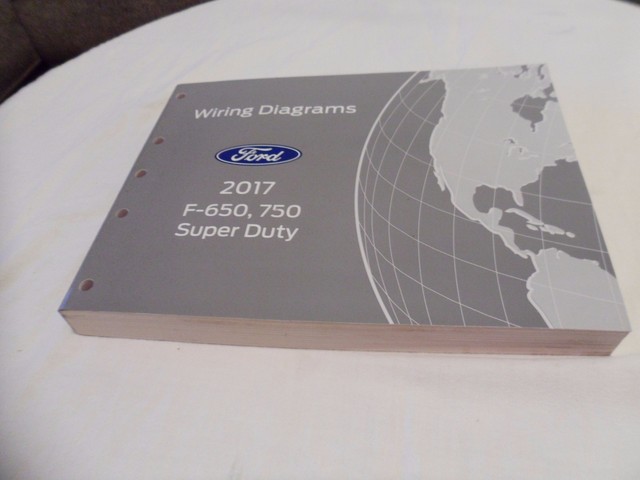 Wiring Diagrams
Ford
2017
F-650, 750
Super Duty